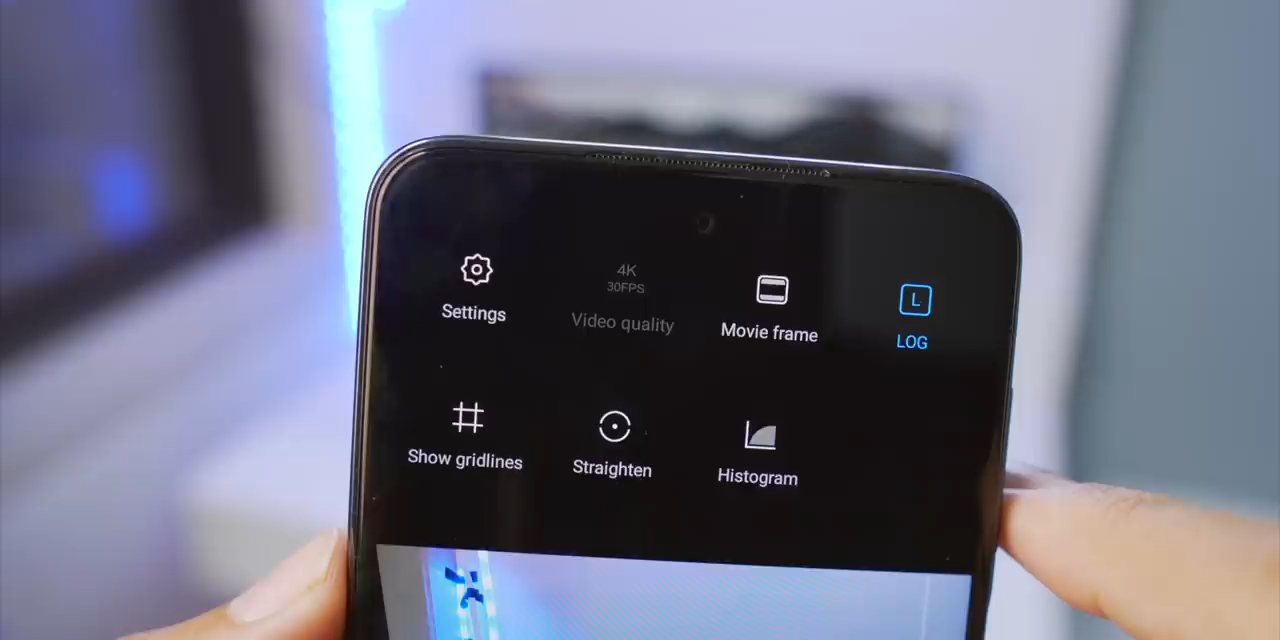 4K
30FPS
Settings
Video quality
Movie frame
L
LOG
Show gridlines
Straighten
Histogram